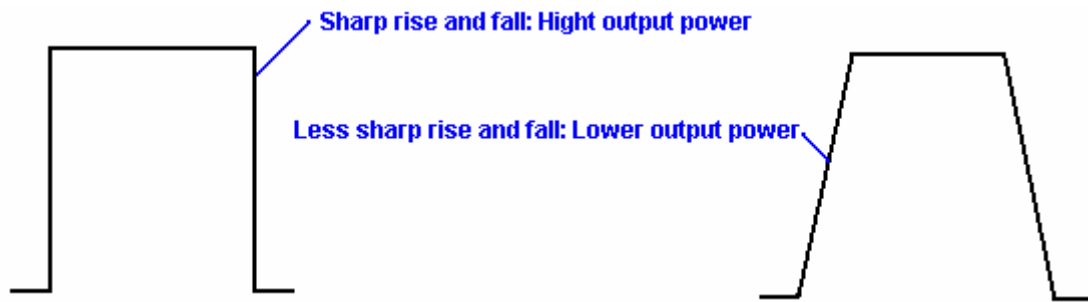 Sharp rise and fall: Hight output power
Less sharp rise and fall: Lower output power